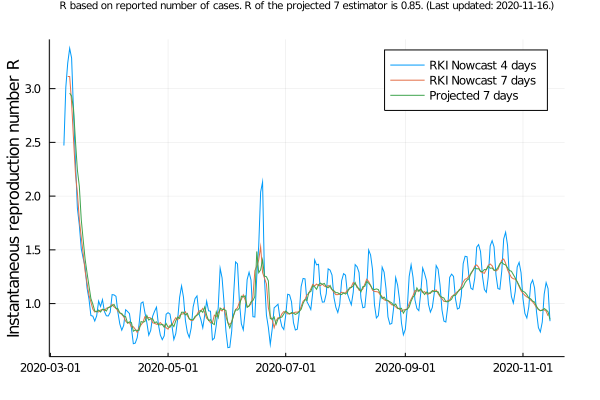 R based on reported number of cases. R of the projected 7 estimator is 0.85. (Last updated: 2020-11-16.)
Instantaneous reproduction number R
3.0
2.5
2.0
1.5
1.0
RKI Nowcast 4 days
RKI Nowcast 7 days
Projected 7 days
2020-03-01
2020-05-01
2020-07-01
2020-09-01
2020-11-01